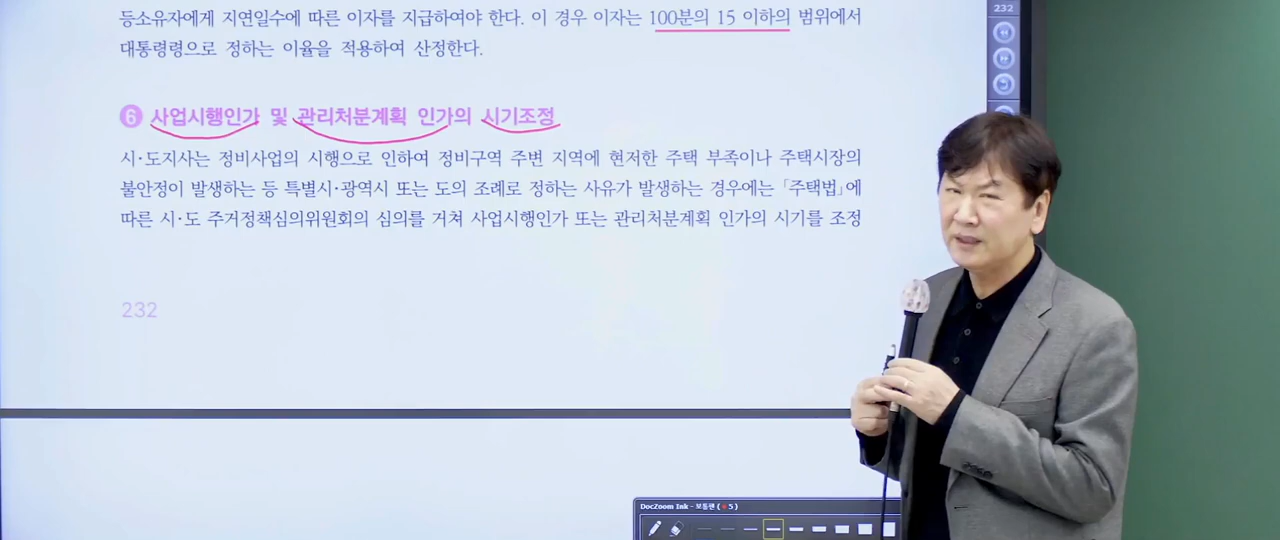 등소유자에게 지연일수에 따른 이자를 지급하여야 한다. 이 경우 이자는 100분의 15 이하의 범위에서
대통령령으로 정하는 이율을 적용하여 산정한다.
6 사업시행인가 및 관리처분계획 인가의 시기조정
시·도지사는 정비사업의 시행으로 인하여 정비구역 주변 지역에 현저한 주택 부족이나 주택시장의
불안정이 발생하는 등 특별시·광역시 또는 도의 조례로 정하는 사유가 발생하는 경우에는 「주택법」에
따른 시·도 주거정책심의위원회의 심의를 거쳐 사업시행인가 또는 관리처분계획 인가의 시기를 조정
232
232
DocZoom Ink - 보통펜 ( 5 )